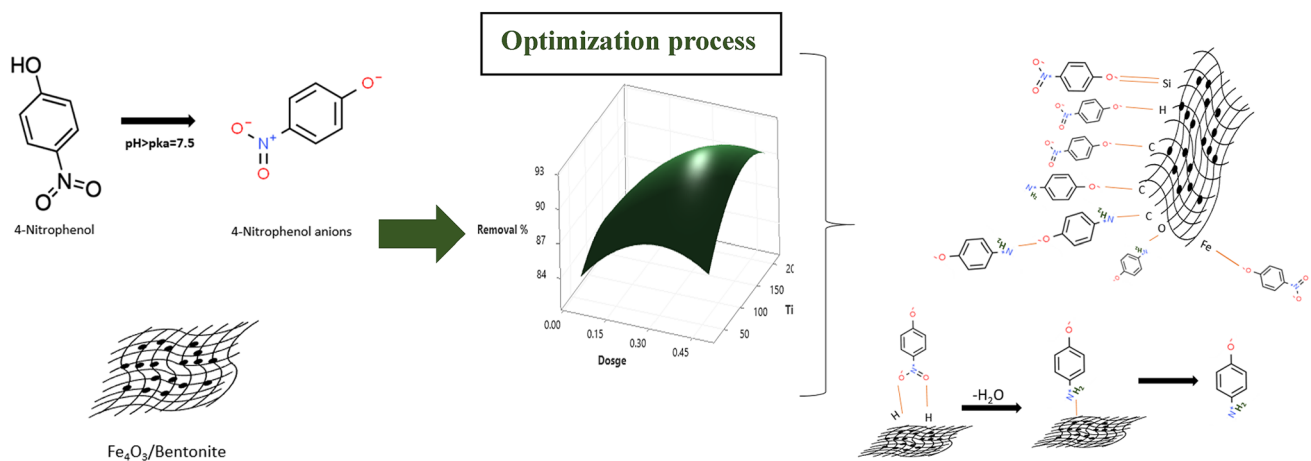 Optimization process
HO
N
O
O
4-Nitrophenol
pH>pka=7.5
O⁻
O⁻
N⁺
O
4-Nitrophenol anions
Fe₄O₃/Bentonite
Removal %
93
90
87
84
0.00
0.15
0.30
0.45
Dosge
50
100
150
20
Ti
Si
H
C
C
C
O
Fe
H
H
-H₂O